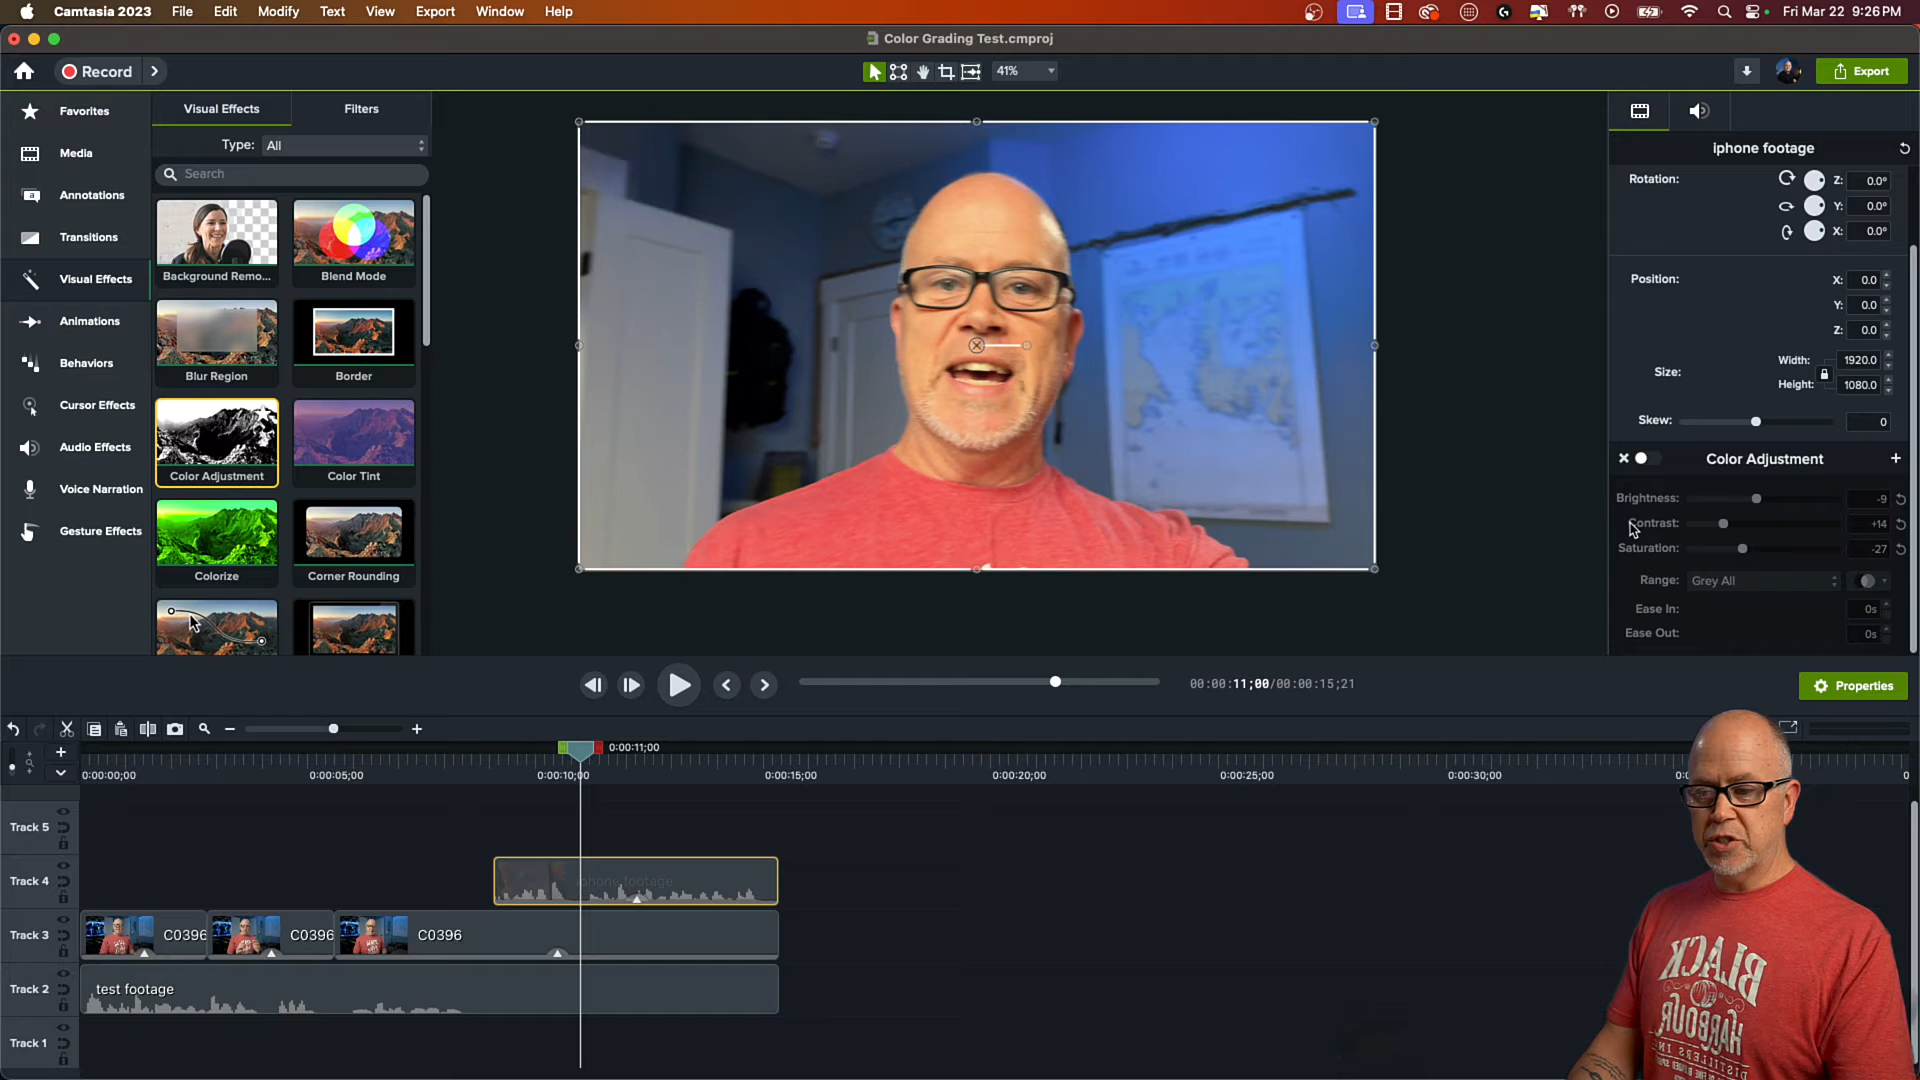 Camtasia 2023 File Edit Modify Text View Export Window Help Fri Mar 22 9:26 PM
Color Grading Test.cmproj
Record 41% Export
Favorites
Media
Annotations
Transitions
Visual Effects
Animations
Behaviors
Cursor Effects
Audio Effects
Voice Narration
Gesture Effects
Visual Effects Filters
Type: All
Search
Background Remo... Blend Mode
Blur Region Border
Color Adjustment Color Tint
Colorize Corner Rounding
iphone footage
Rotation: Z: 0.0°
Y: 0.0°
X: 0.0°
Position: X: 0.0
Y: 0.0
Z: 0.0
Size: Width: 1920.0
Height: 1080.0
Skew: 0
Color Adjustment
Brightness: -9
Contrast: +14
Saturation: -27
Range: Grey All
Ease In: 0s
Ease Out: 0s
00:00:11;00/00:00:15;21
Properties
0:00:11;00
0:00:00;00 0:00:05;00 0:00:10;00 0:00:15;00 0:00:20;00 0:00:25;00 0:00:30;00
Track 5
Track 4 iphone footage
Track 3 C0396 C0396 C0396
Track 2 test footage
Track 1
BLACK
HARBOUR
DISTILLERS INC